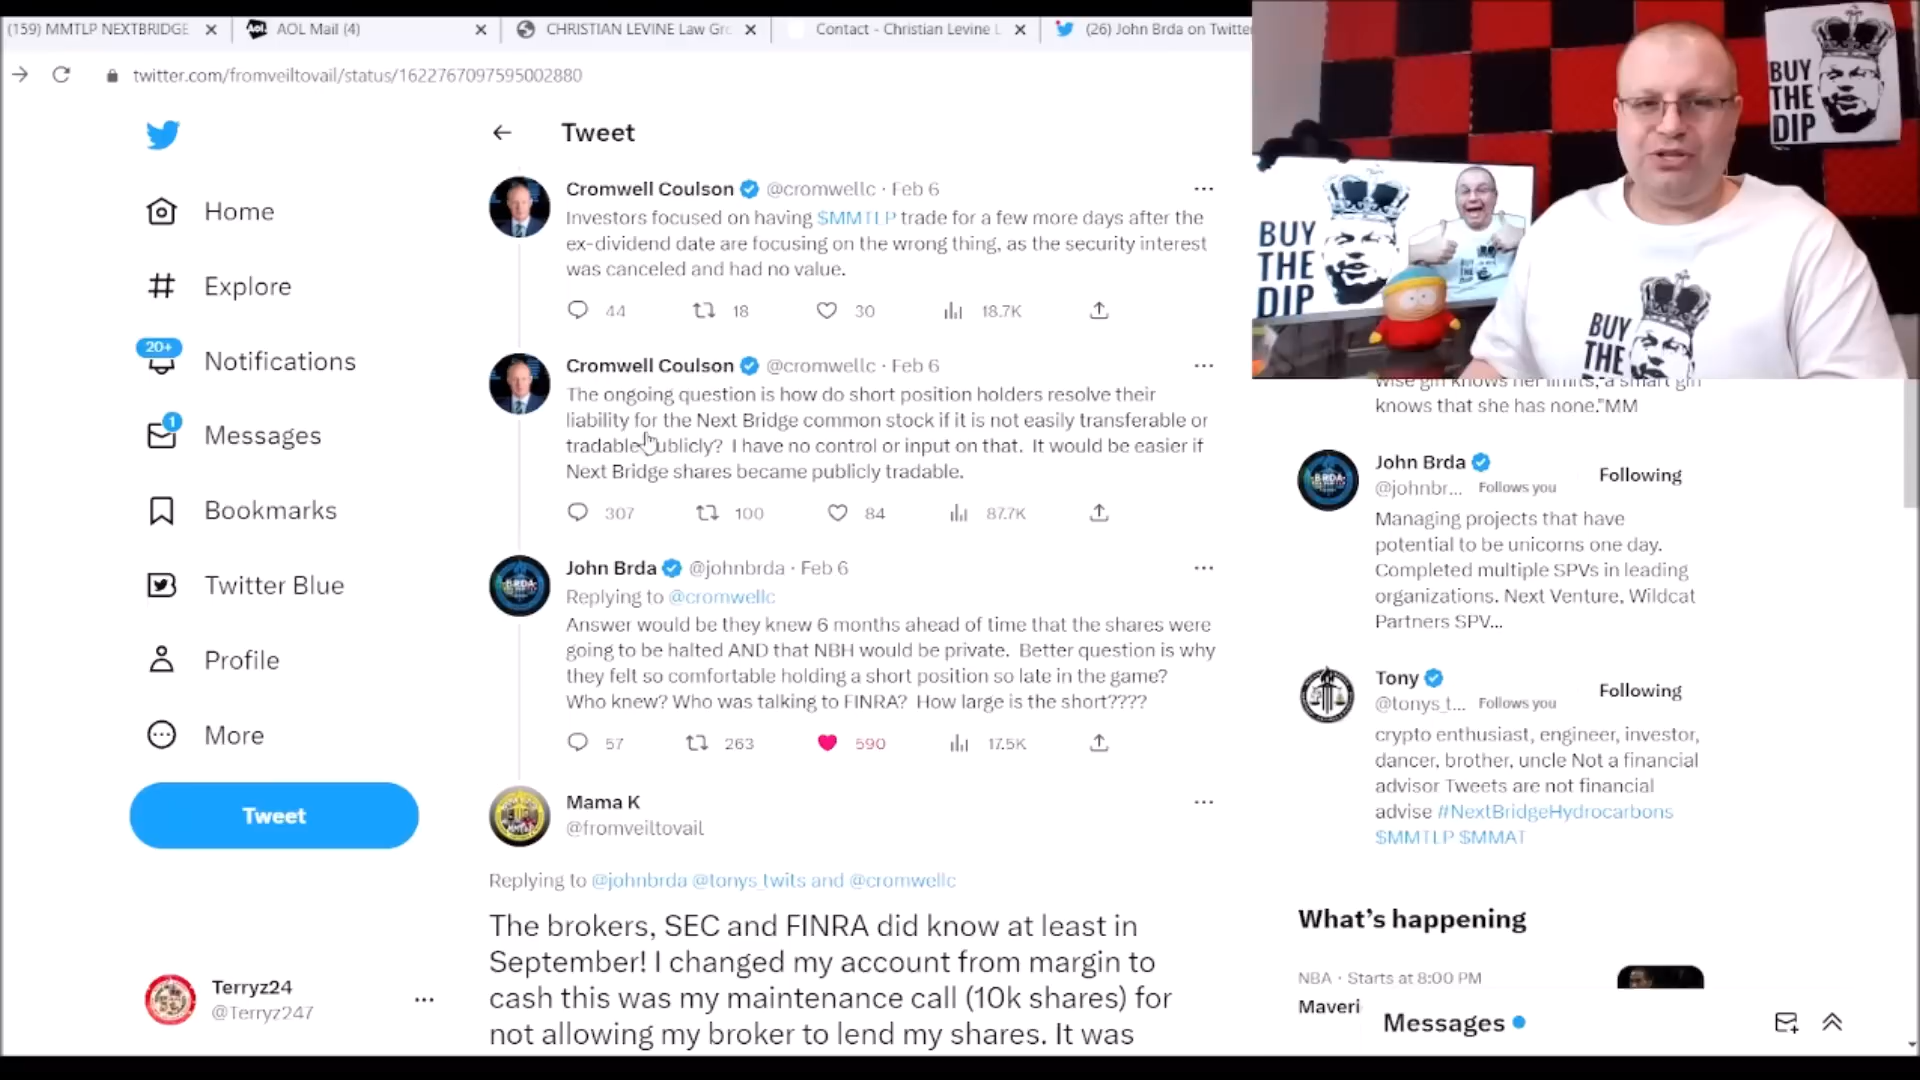 (159) MMTLP NEXTBRIDGE
AOL Mail (4)
CHRISTIAN LEVINE Law Gr
Contact - Christian Levine L
(26) John Brda on Twitte
twitter.com/fromveiltovail/status/1622767097595002880
Tweet
Home
Explore
20+
Notifications
1
Messages
Bookmarks
Twitter Blue
Profile
More
Tweet
Terryz24
@Terryz247
Cromwell Coulson @cromwellc · Feb 6
Investors focused on having $MMTLP trade for a few more days after the
ex-dividend date are focusing on the wrong thing, as the security interest
was canceled and had no value.
44 18 30 18.7K
Cromwell Coulson @cromwellc · Feb 6
The ongoing question is how do short position holders resolve their
liability for the Next Bridge common stock if it is not easily transferable or
tradable publicly? I have no control or input on that. It would be easier if
Next Bridge shares became publicly tradable.
307 100 84 87.7K
John Brda @johnbrda · Feb 6
Replying to @cromwellc
Answer would be they knew 6 months ahead of time that the shares were
going to be halted AND that NBH would be private. Better question is why
they felt so comfortable holding a short position so late in the game?
Who knew? Who was talking to FINRA? How large is the short????
57 263 590 17.5K
Mama K
@fromveiltovail
Replying to @johnbrda @tonys_twits and @cromwellc
The brokers, SEC and FINRA did know at least in
September! I changed my account from margin to
cash this was my maintenance call (10k shares) for
not allowing my broker to lend my shares. It was
BUY
THE
DIP
BUY
THE
DIP
BUY
THE
wise girl knows her limits, a smart girl
knows that she has none."MM
John Brda
@johnbr... Follows you
Following
Managing projects that have
potential to be unicorns one day.
Completed multiple SPVs in leading
organizations. Next Venture, Wildcat
Partners SPV...
Tony
@tonys_t... Follows you
Following
crypto enthusiast, engineer, investor,
dancer, brother, uncle Not a financial
advisor Tweets are not financial
advise #NextBridgeHydrocarbons
$MMTLP $MMAT
What's happening
NBA · Starts at 8:00 PM
Maveri
Messages